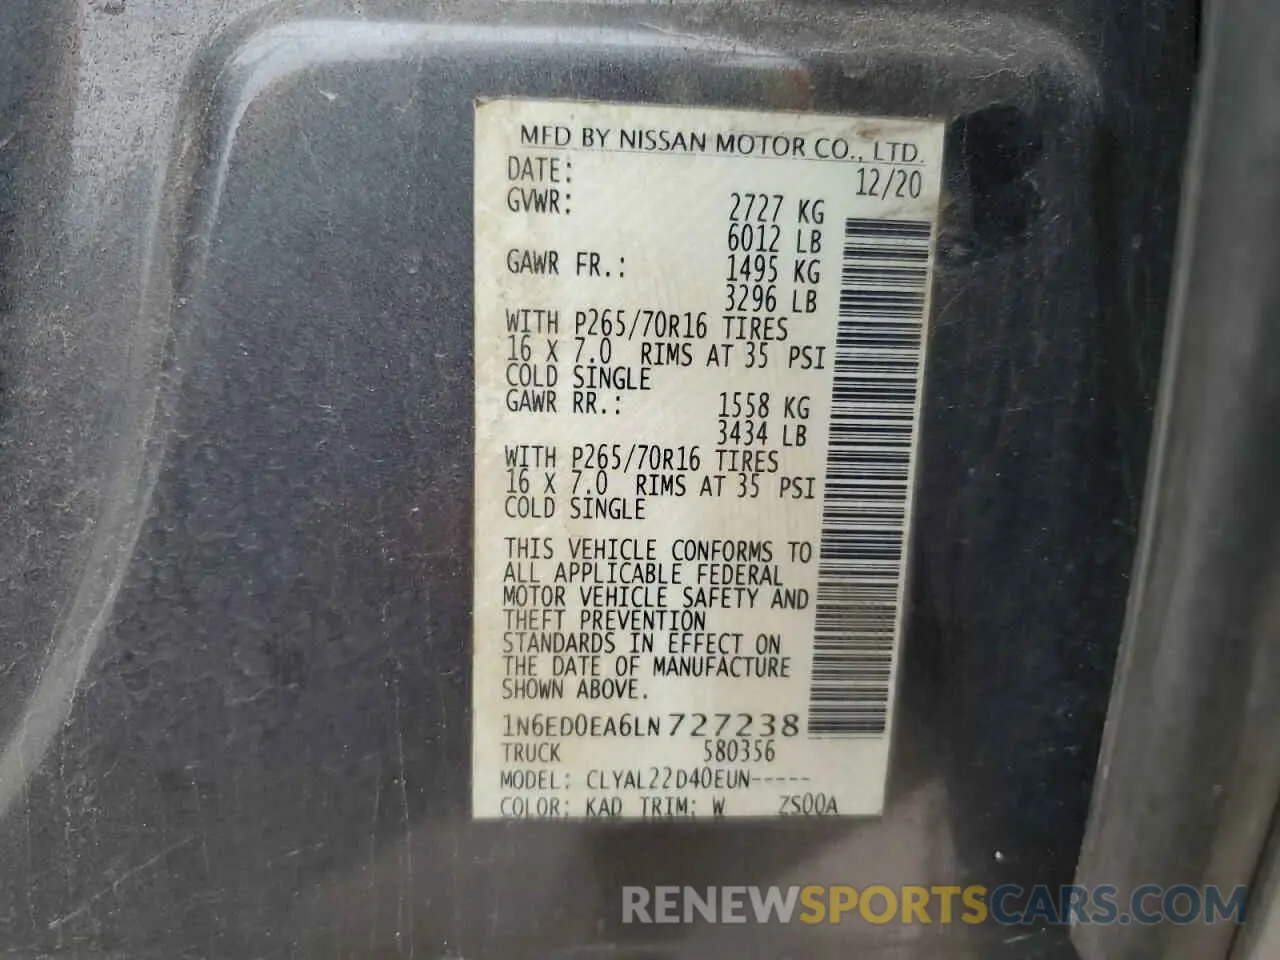 MFD BY NISSAN MOTOR CO., LTD.
DATE: 12/20
GVWR: 2727 KG
6012 LB
GAWR FR.: 1495 KG
3296 LB
WITH P265/70R16 TIRES
16 X 7.0 RIMS AT 35 PSI
COLD SINGLE
GAWR RR.: 1558 KG
3434 LB
WITH P265/70R16 TIRES
16 X 7.0 RIMS AT 35 PSI
COLD SINGLE
THIS VEHICLE CONFORMS TO
ALL APPLICABLE FEDERAL
MOTOR VEHICLE SAFETY AND
THEFT PREVENTION
STANDARDS IN EFFECT ON
THE DATE OF MANUFACTURE
SHOWN ABOVE.
1N6ED0EA6LN727238
TRUCK 580356
MODEL: CLYAL22D40EUN-----
COLOR: KAD TRIM: W ZS00A
RENEWSPORTSCARS.COM